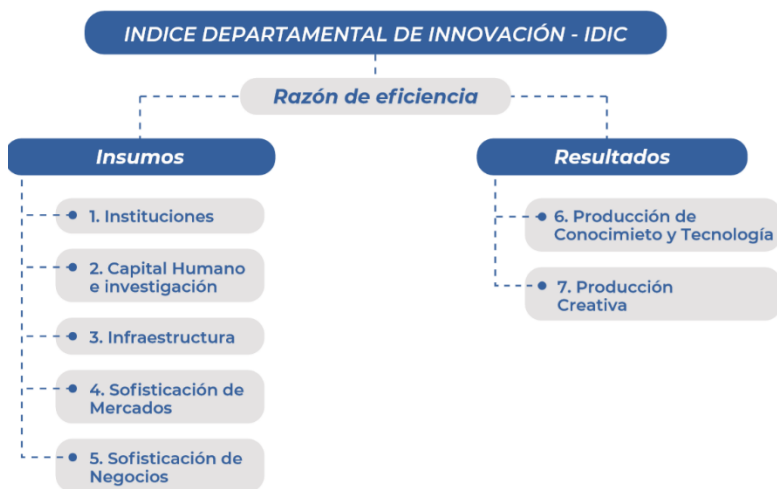 INDICE DEPARTAMENTAL DE INNOVACIÓN - IDIC
Razón de eficiencia
Insumos
1. Instituciones
2. Capital Humano
e investigación
3. Infraestructura
4. Sofisticación de
Mercados
5. Sofisticación de
Negocios
Resultados
6. Producción de
Conocimieto y Tecnología
7. Producción
Creativa